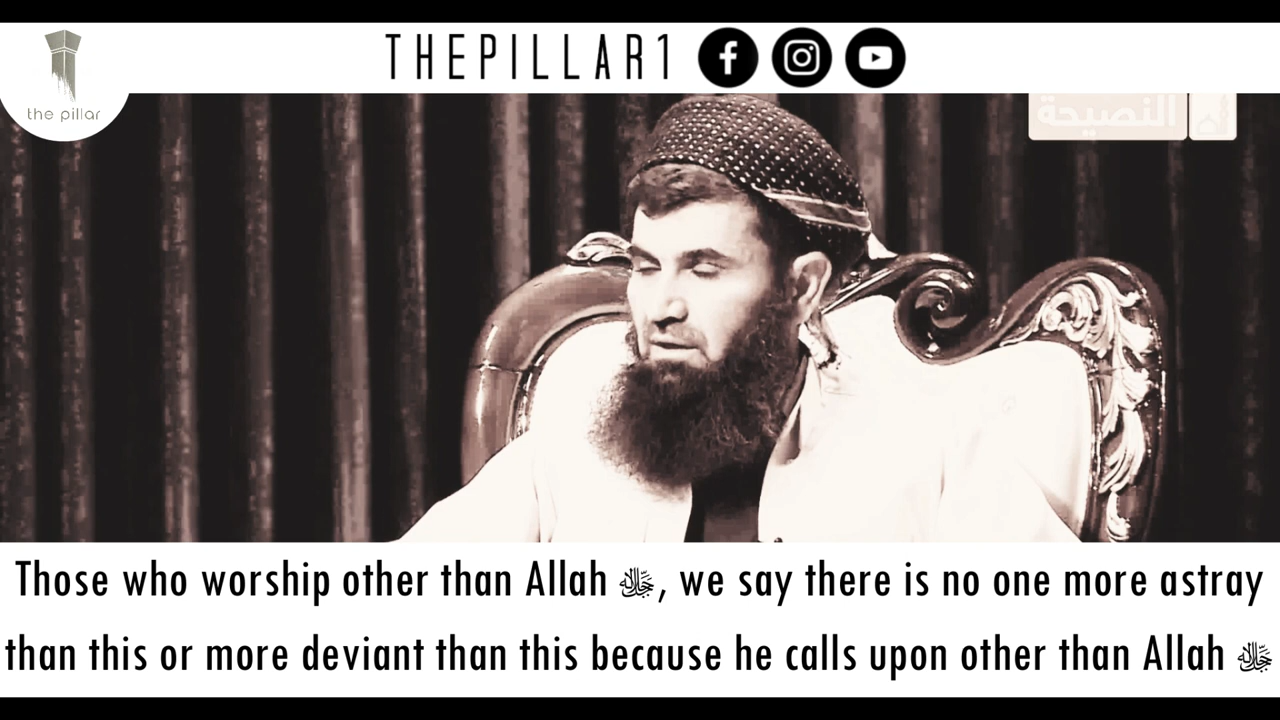 THEPILLAR1
the pillar
النصيحة
Those who worship other than Allah ﷻ, we say there is no one more astray
than this or more deviant than this because he calls upon other than Allah ﷻ